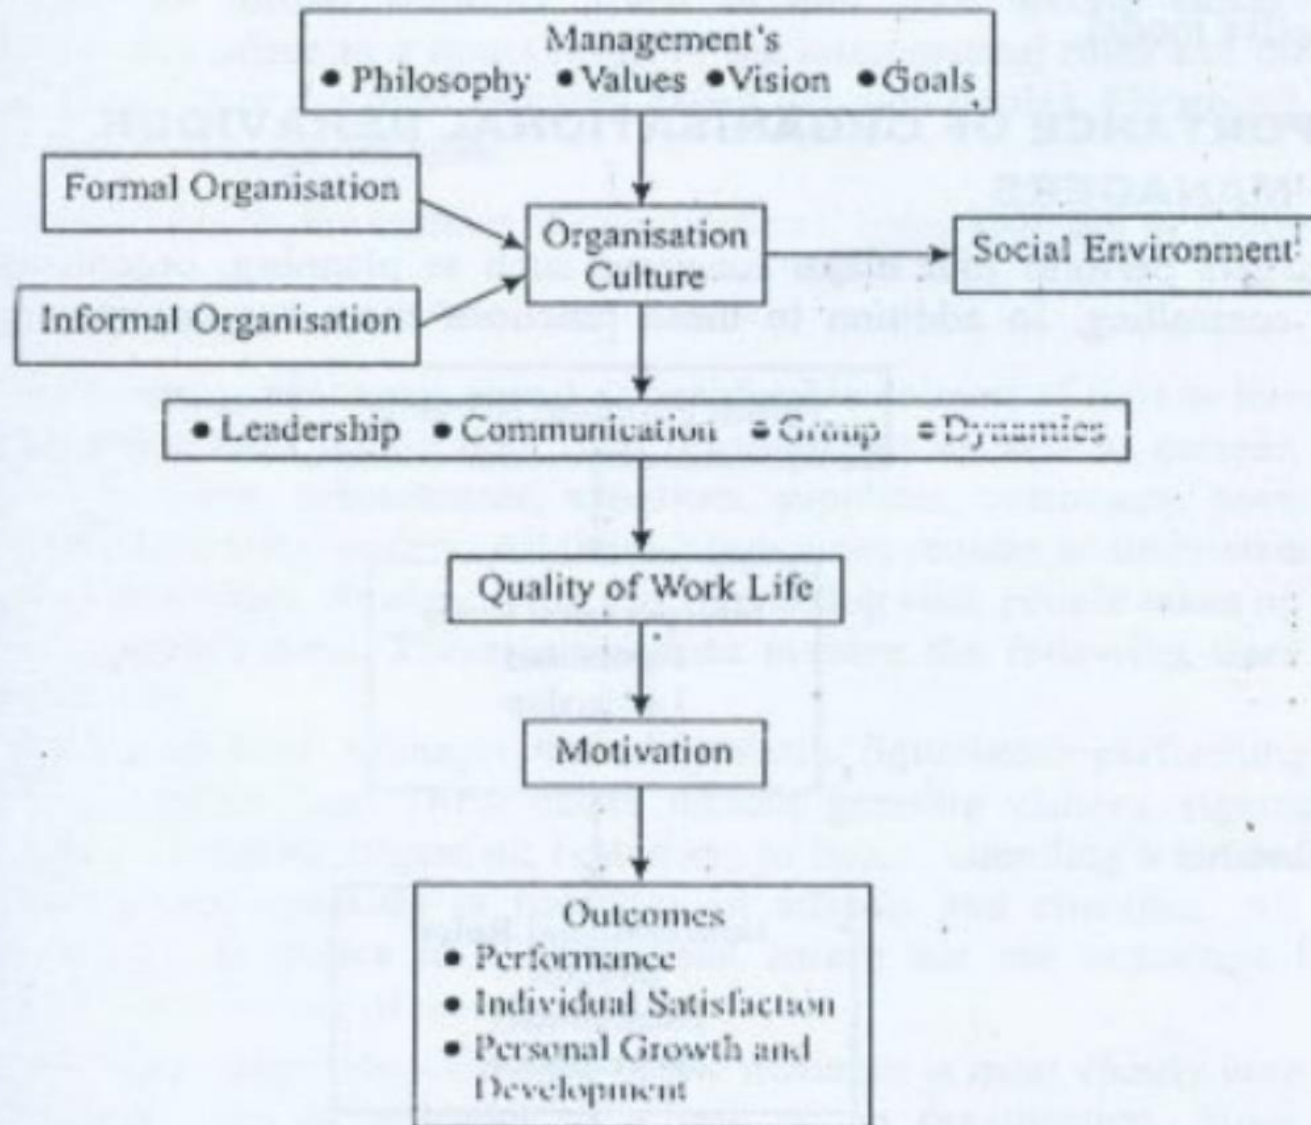 Management's
• Philosophy • Values • Vision • Goals
Formal Organisation
Organisation
Culture
Social Environment
Informal Organisation
• Leadership • Communication • Group • Dynamics
Quality of Work Life
Motivation
Outcomes
• Performance
• Individual Satisfaction
• Personal Growth and
Development